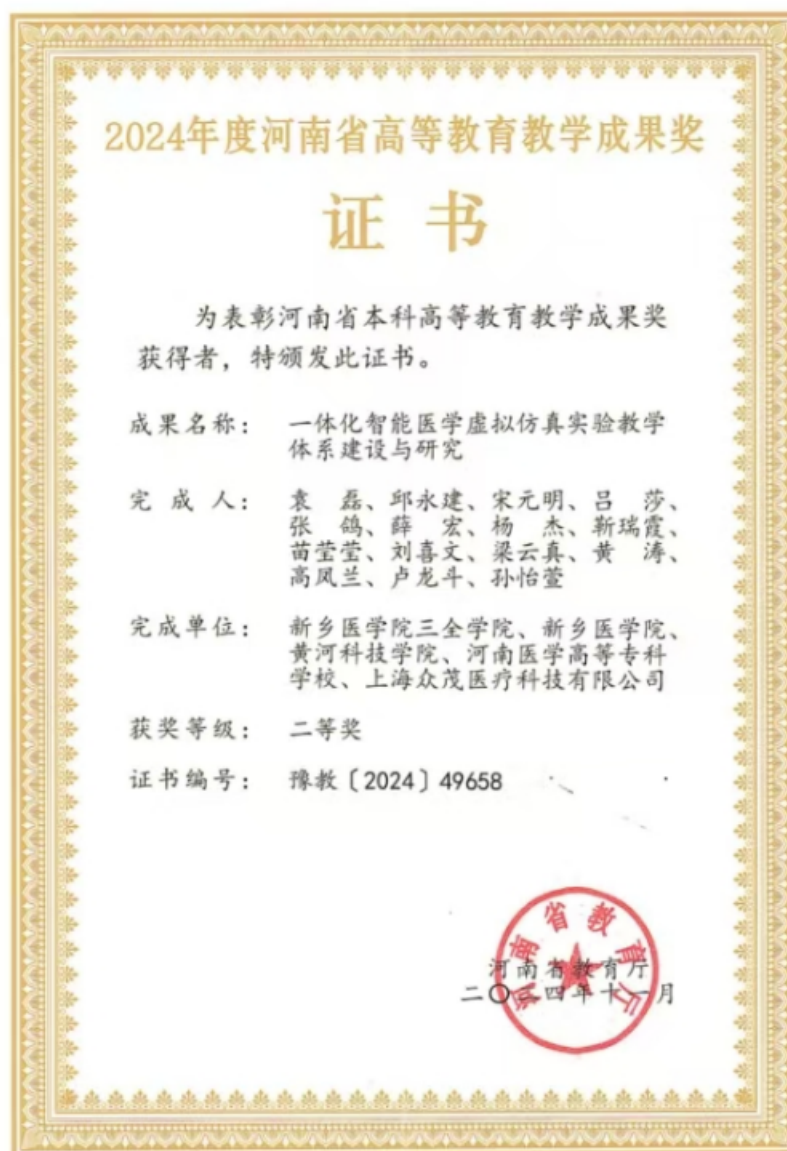 2024年度河南省高等教育教学成果奖
证书
为表彰河南省本科高等教育教学成果奖
获得者，特颁发此证书。
成果名称：一体化智能医学虚拟仿真实验教学
体系建设与研究
完成人：袁磊、邱永建、宋元明、吕莎、
张鸽、薛宏、杨杰、靳瑞霞、
苗莹莹、刘喜文、梁云真、黄涛、
高凤兰、卢龙斗、孙怡萱
完成单位：新乡医学院三全学院、新乡医学院、
黄河科技学院、河南医学高等专科
学校、上海众茂医疗科技有限公司
获奖等级：二等奖
证书编号：豫教〔2024〕49658
河南省教育厅
河南省教育厅
二〇二四年十一月